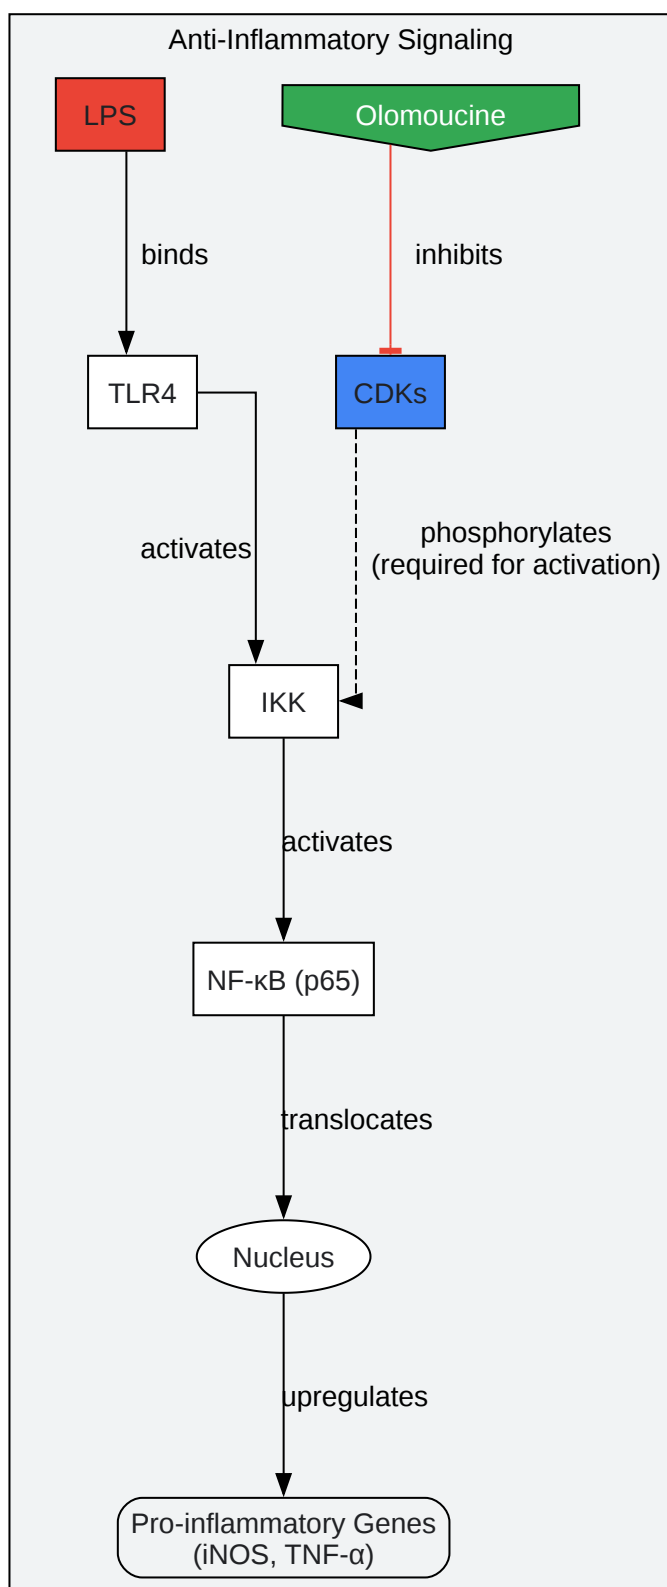 Anti-Inflammatory Signaling
LPS
Olomoucine
binds
inhibits
TLR4
CDKs
activates
phosphorylates
(required for activation)
IKK
activates
NF-κB (p65)
translocates
Nucleus
upregulates
Pro-inflammatory Genes
(iNOS, TNF-α)